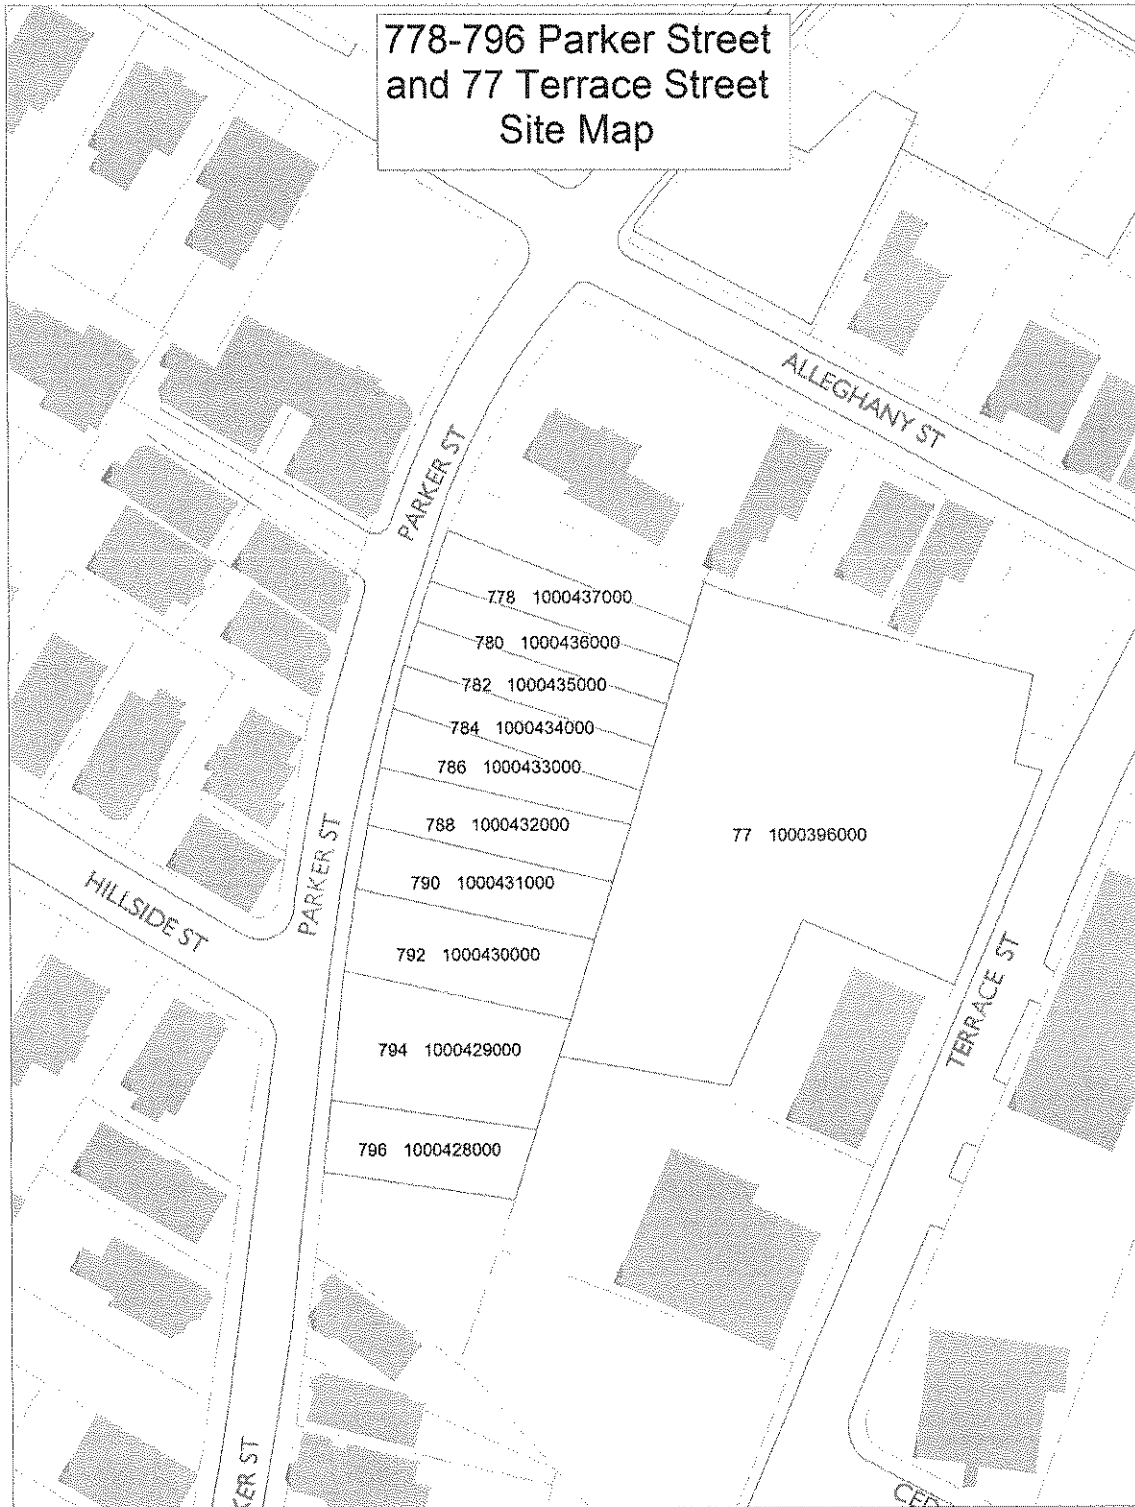 778-796 Parker Street
and 77 Terrace Street
Site Map
ALLEGHANY ST
PARKER ST
778 1000437000
780 1000436000
782 1000435000
784 1000434000
786 1000433000
788 1000432000
77 1000396000
PARKER ST
790 1000431000
HILLSIDE ST
792 1000430000
TERRACE ST
794 1000429000
796 1000428000
KER ST